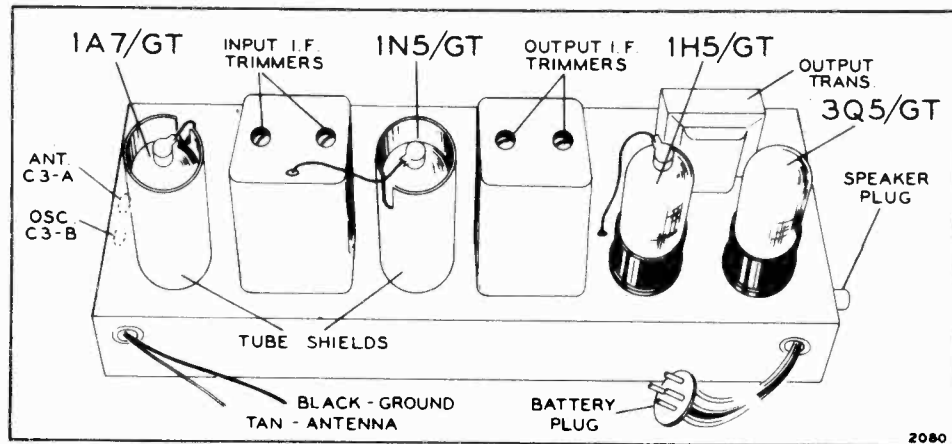 1A7/GT
INPUT I.F.
TRIMMERS
1N5/GT
OUTPUT I.F.
TRIMMERS
1H5/GT
OUTPUT
TRANS.
3Q5/GT
ANT.
C3-A
OSC.
C3-B
SPEAKER
PLUG
TUBE SHIELDS
BLACK - GROUND
TAN - ANTENNA
BATTERY
PLUG
2080